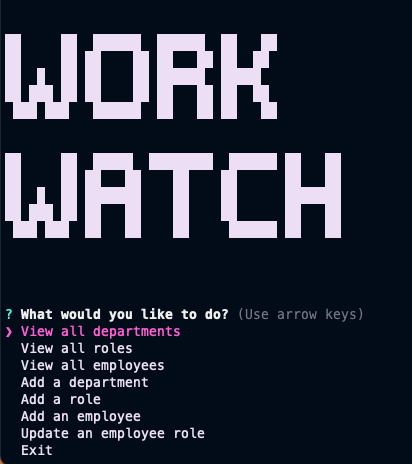 WORK
WATCH
? What would you like to do? (Use arrow keys)
❯ View all departments
View all roles
View all employees
Add a department
Add a role
Add an employee
Update an employee role
Exit